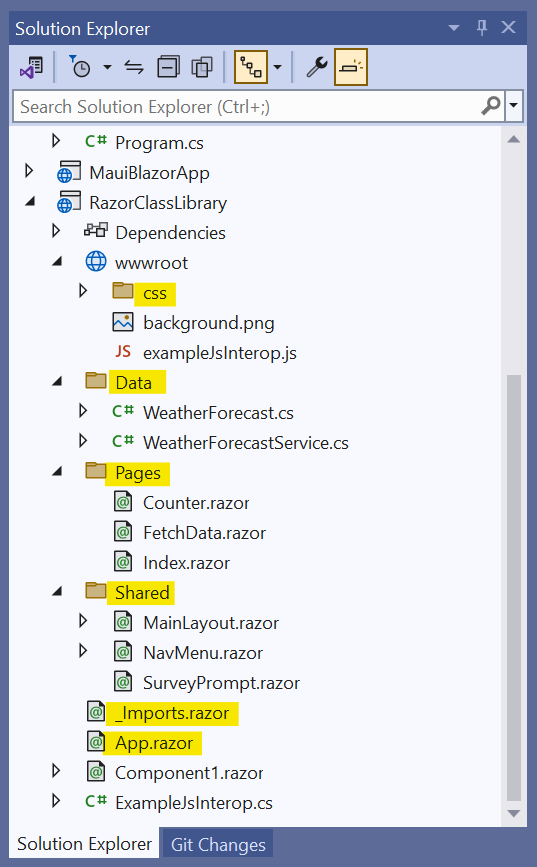 Solution Explorer
Search Solution Explorer (Ctrl+;)
C# Program.cs
MauiBlazorApp
RazorClassLibrary
Dependencies
wwwroot
css
background.png
JS exampleJsInterop.js
Data
C# WeatherForecast.cs
C# WeatherForecastService.cs
Pages
@ Counter.razor
@ FetchData.razor
@ Index.razor
Shared
@ MainLayout.razor
@ NavMenu.razor
@ SurveyPrompt.razor
@ _Imports.razor
@ App.razor
@ Component1.razor
C# ExampleJsInterop.cs
Solution Explorer Git Changes